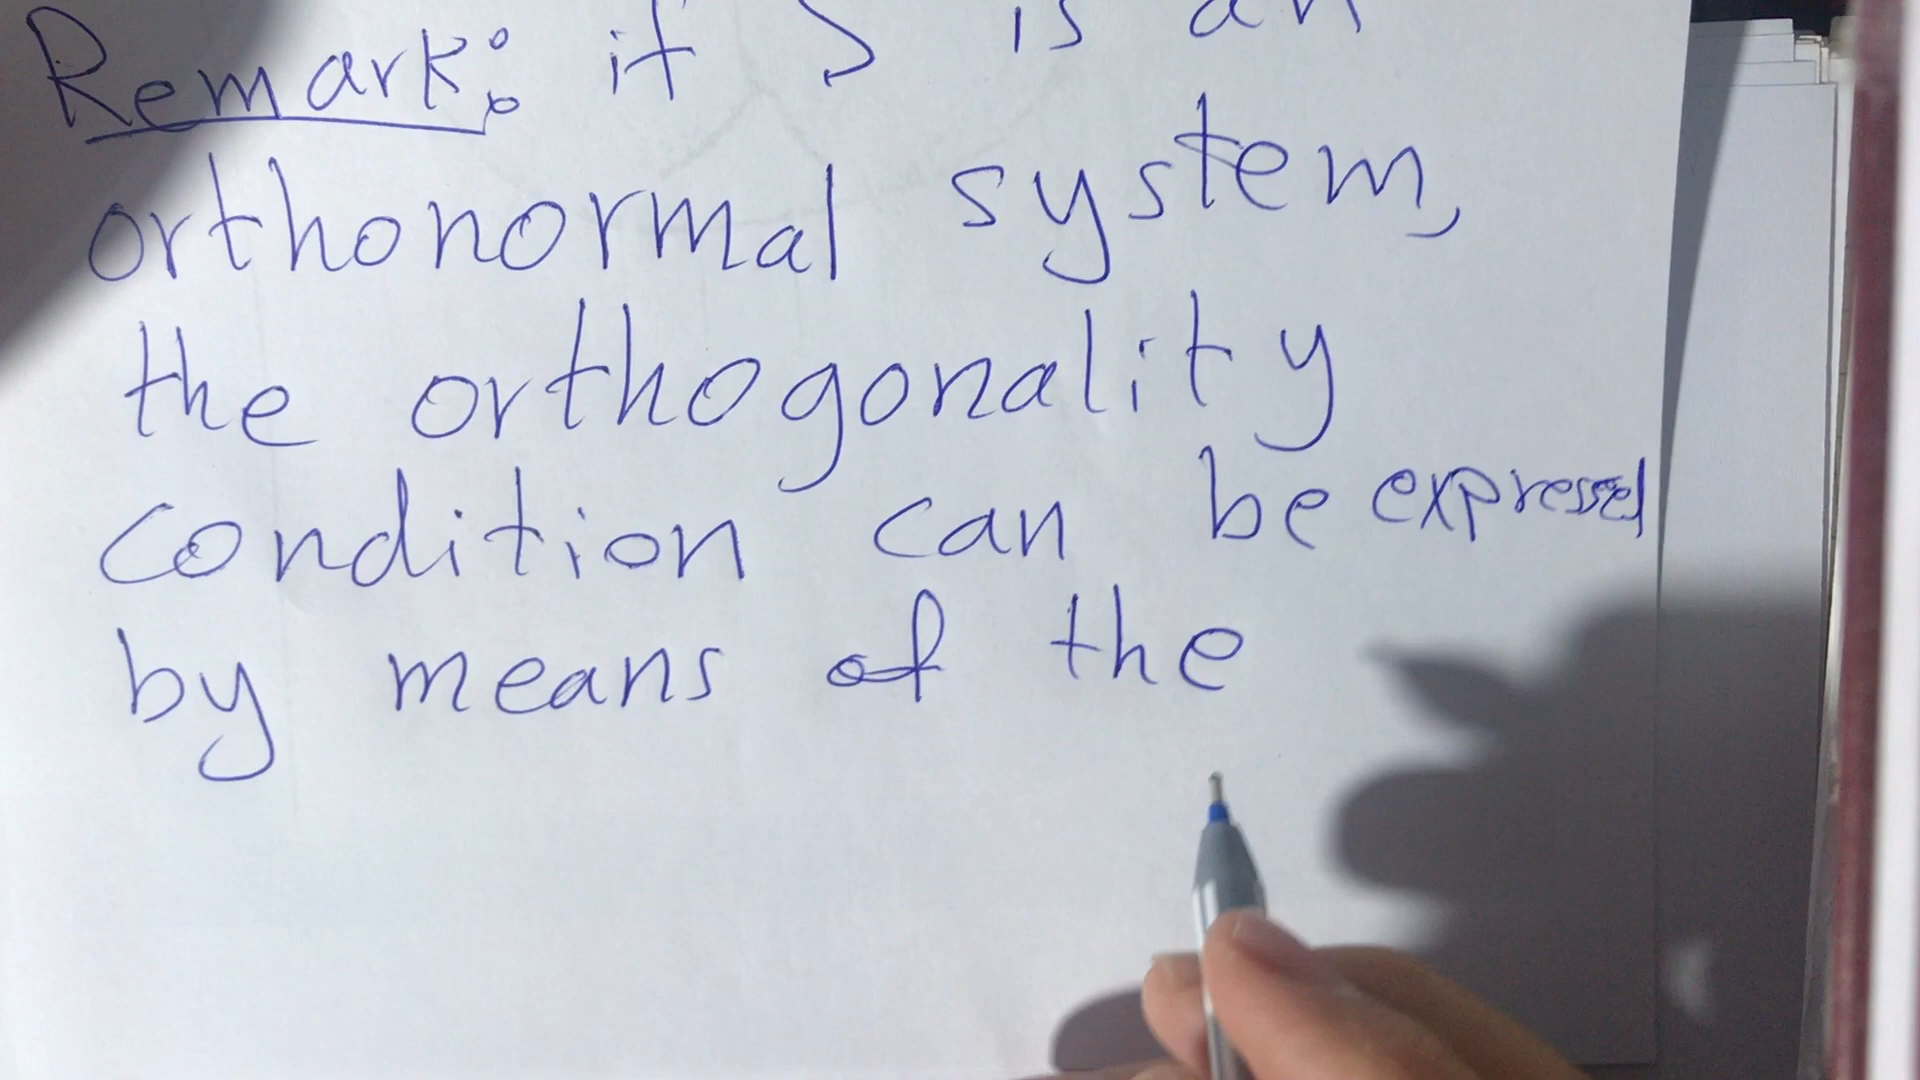 Remark: if S is an
orthonormal system,
the orthogonality
condition can be expressed
by means of the